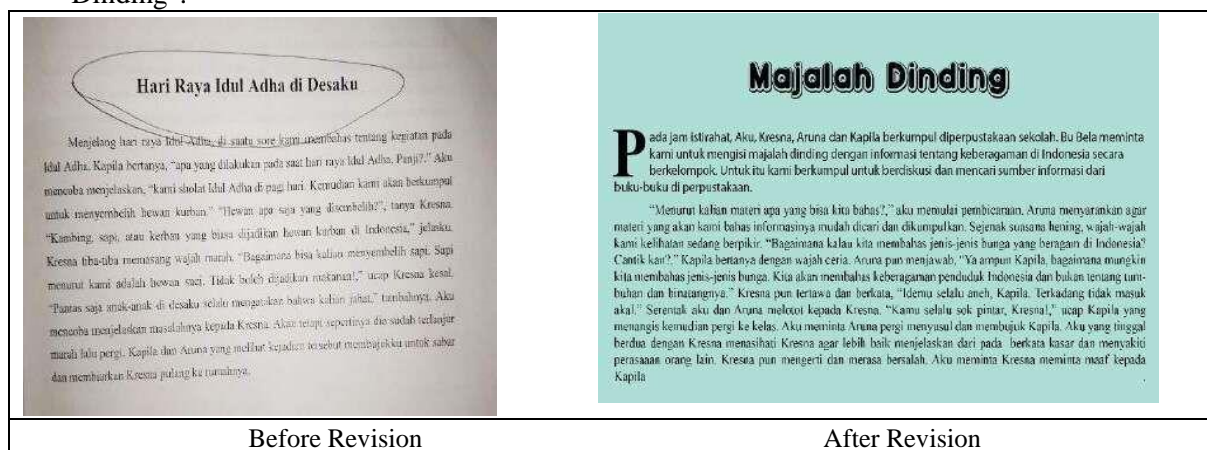 Dinding".
Hari Raya Idul Adha di Desaku
Menjelang hari raya Idul Adha, di suatu sore kami membahas tentang kegiatan pada
Idul Adha. Kapila bertanya, "apa yang dilakukan pada saat hari raya Idul Adha, Panji?." Aku
mencoba menjelaskan, "kami sholat Idul Adha di pagi hari. Kemudian kami akan berkumpul
untuk menyembelih hewan kurban." "Hewan apa saja yang disembelih?", tanya Kresna.
"Kambing, sapi, atau kerbau yang biasa dijadikan hewan kurban di Indonesia," jelasku.
Kresna tiba-tiba memasang wajah marah. "Bagaimana bisa kalian menyembelih sapi. Sapi
menurut kami adalah hewan suci. Tidak boleh dijadikan makanan!," ucap Kresna kesal.
"Pantas saja anak-anak di desaku selalu mengatakan bahwa kalian jahat," tambahnya. Aku
mencoba menjelaskan masalahnya kepada Kresna. Akan tetapi sepertinya dia sudah terlanjur
marah lalu pergi. Kapila dan Aruna yang melihat kejadian tersebut membujukku untuk sabar
dan membiarkan Kresna pulang ke rumahnya.
Majalah Dinding
Pada jam istirahat, Aku, Kresna, Aruna dan Kapila berkumpul diperpustakaan sekolah. Bu Bela meminta
kami untuk mengisi majalah dinding dengan informasi tentang keberagaman di Indonesia secara
berkelompok. Untuk itu kami berkumpul untuk berdiskusi dan mencari sumber informasi dari
buku-buku di perpustakaan.
"Menurut kalian materi apa yang bisa kita bahas?," aku memulai pembicaraan. Aruna menyarankan agar
materi yang akan kami bahas informasinya mudah dicari dan dikumpulkan. Sejenak suasana hening, wajah-wajah
kami kelihatan sedang berpikir. "Bagaimana kalau kita membahas jenis-jenis bunga yang beragam di Indonesia?
Cantik kan?." Kapila bertanya dengan wajah ceria. Aruna pun menjawab, "Ya ampun Kapila, bagaimana mungkin
kita membahas jenis-jenis bunga. Kita akan membahas keberagaman penduduk Indonesia dan bukan tentang tum-
buhan dan binatangnya." Kresna pun tertawa dan berkata, "Idemu selalu aneh, Kapila. Terkadang tidak masuk
akal." Serentak aku dan Aruna melotot kepada Kresna. "Kamu selalu sok pintar, Kresna!," ucap Kapila yang
menangis kemudian pergi ke kelas. Aku meminta Aruna pergi menyusul dan membujuk Kapila. Aku yang tinggal
berdua dengan Kresna menasihati Kresna agar lebih baik menjelaskan dari pada berkata kasar dan menyakiti
perasaaan orang lain. Kresna pun mengerti dan merasa bersalah. Aku meminta Kresna meminta maaf kepada
Kapila .
Before Revision
After Revision